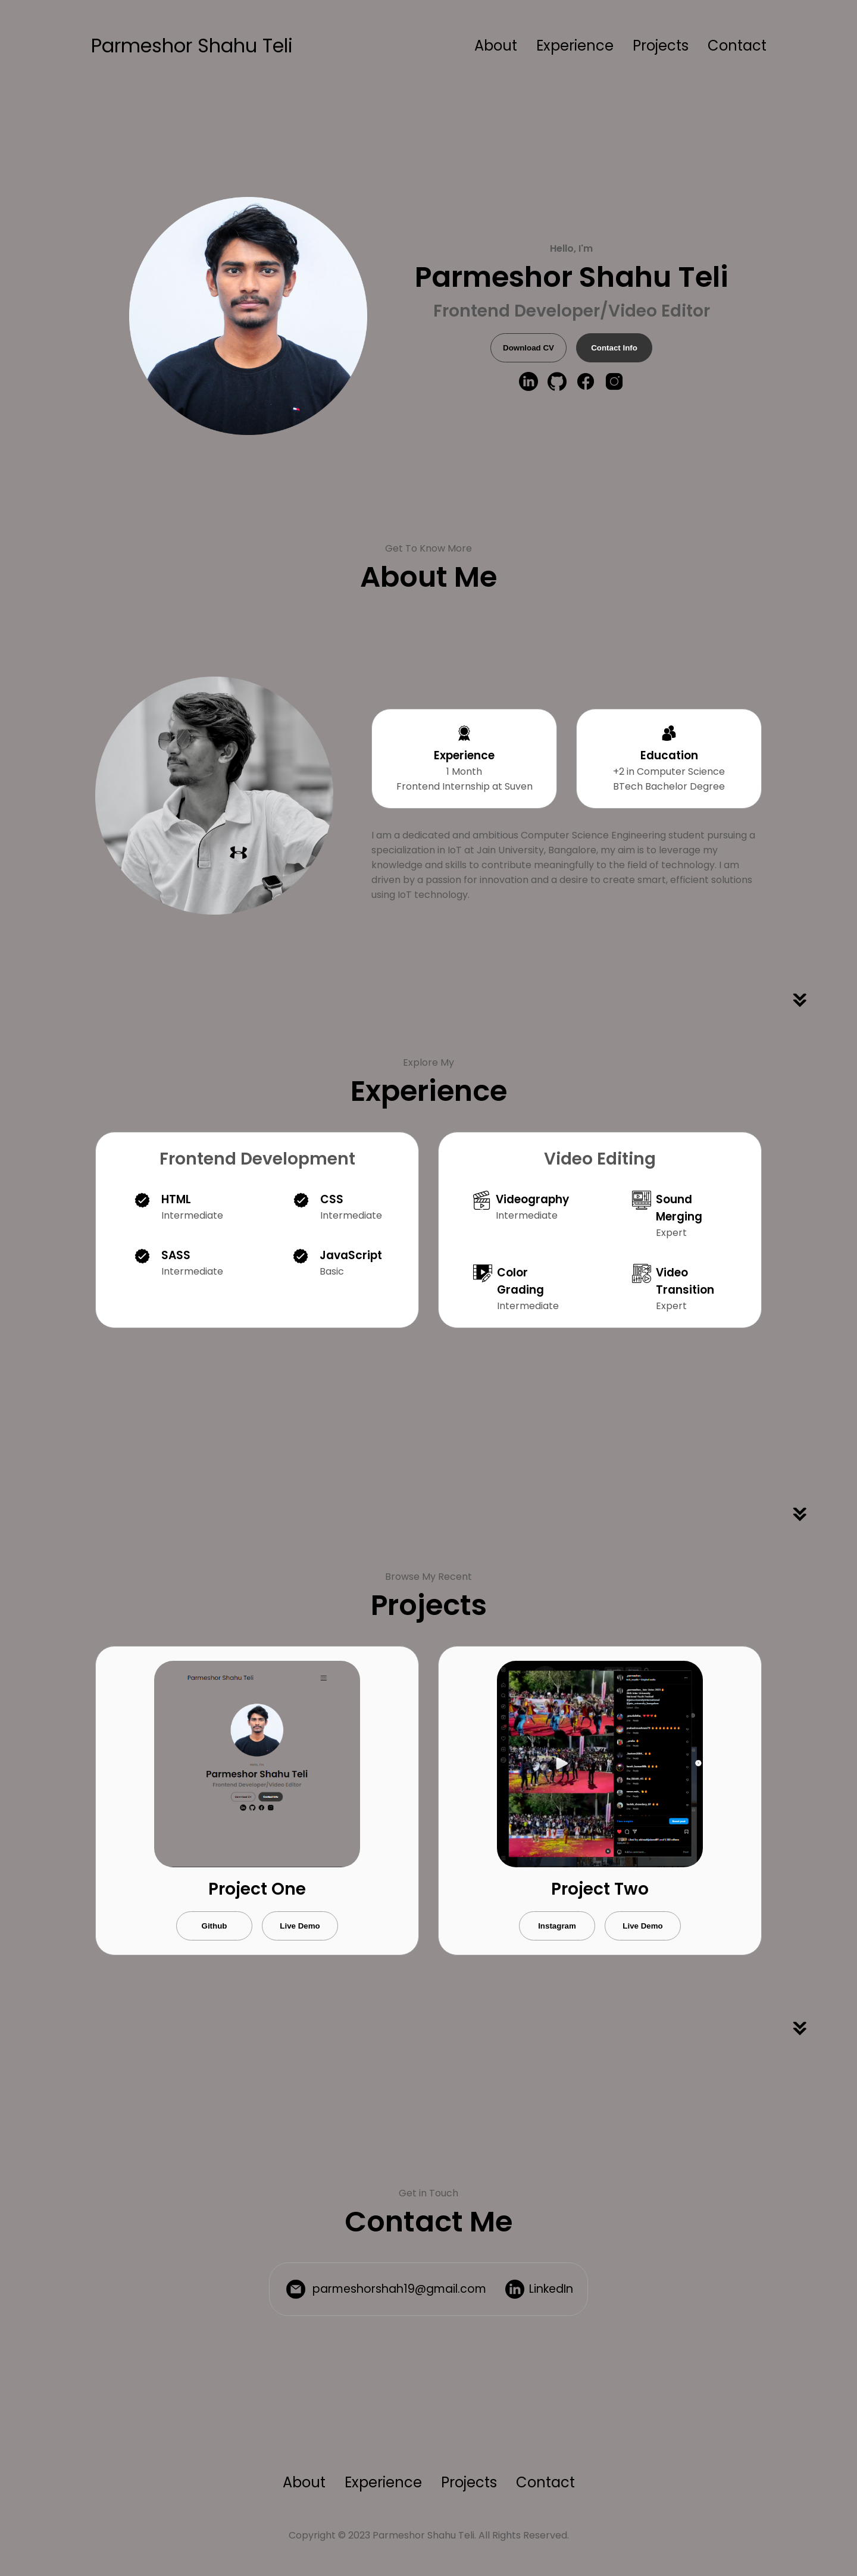 Parmeshor Shahu Teli
About Experience Projects Contact
Hello, I'm
Parmeshor Shahu Teli
Frontend Developer/Video Editor
Download CV Contact Info
Get To Know More
About Me
Experience
1 Month
Frontend Internship at Suven
Education
+2 in Computer Science
BTech Bachelor Degree
I am a dedicated and ambitious Computer Science Engineering student pursuing a
specialization in IoT at Jain University, Bangalore, my aim is to leverage my
knowledge and skills to contribute meaningfully to the field of technology. I am
driven by a passion for innovation and a desire to create smart, efficient solutions
using IoT technology.
Explore My
Experience
Frontend Development
HTML
Intermediate
CSS
Intermediate
SASS
Intermediate
JavaScript
Basic
Video Editing
Videography
Intermediate
Sound
Merging
Expert
Color
Grading
Intermediate
Video
Transition
Expert
Browse My Recent
Projects
Parmeshor Shahu Teli
Parmeshor Shahu Teli
Frontend Developer/Video Editor
Project One
Github Live Demo
Project Two
Instagram Live Demo
Get in Touch
Contact Me
parmeshorshah19@gmail.com LinkedIn
About Experience Projects Contact
Copyright © 2023 Parmeshor Shahu Teli. All Rights Reserved.